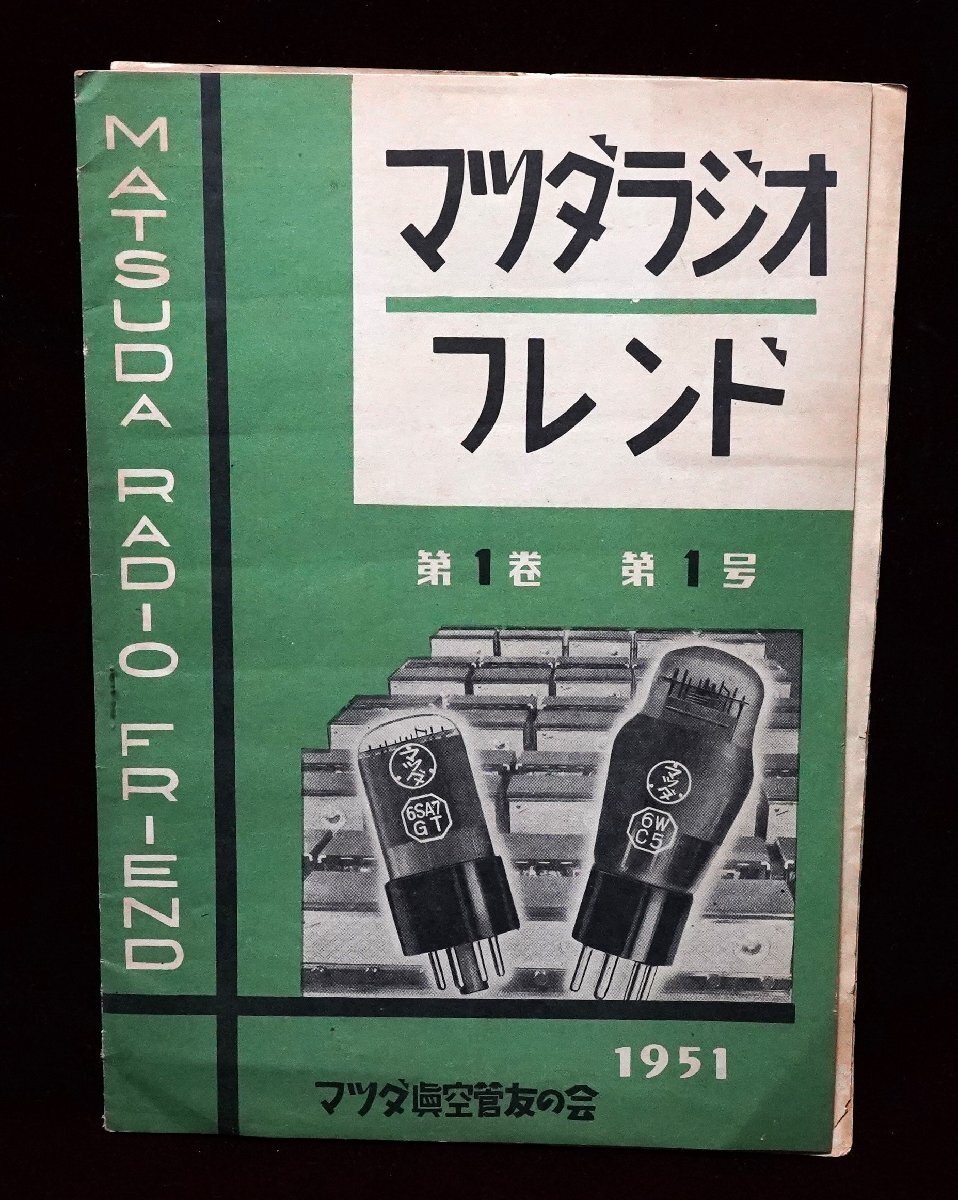 マツダラジオ
フレンド
MATSUDA RADIO FRIEND
第1巻 第1号
マツダ
6SA7
GT
マツダ
6W
C5
1951
マツダ眞空管友の会